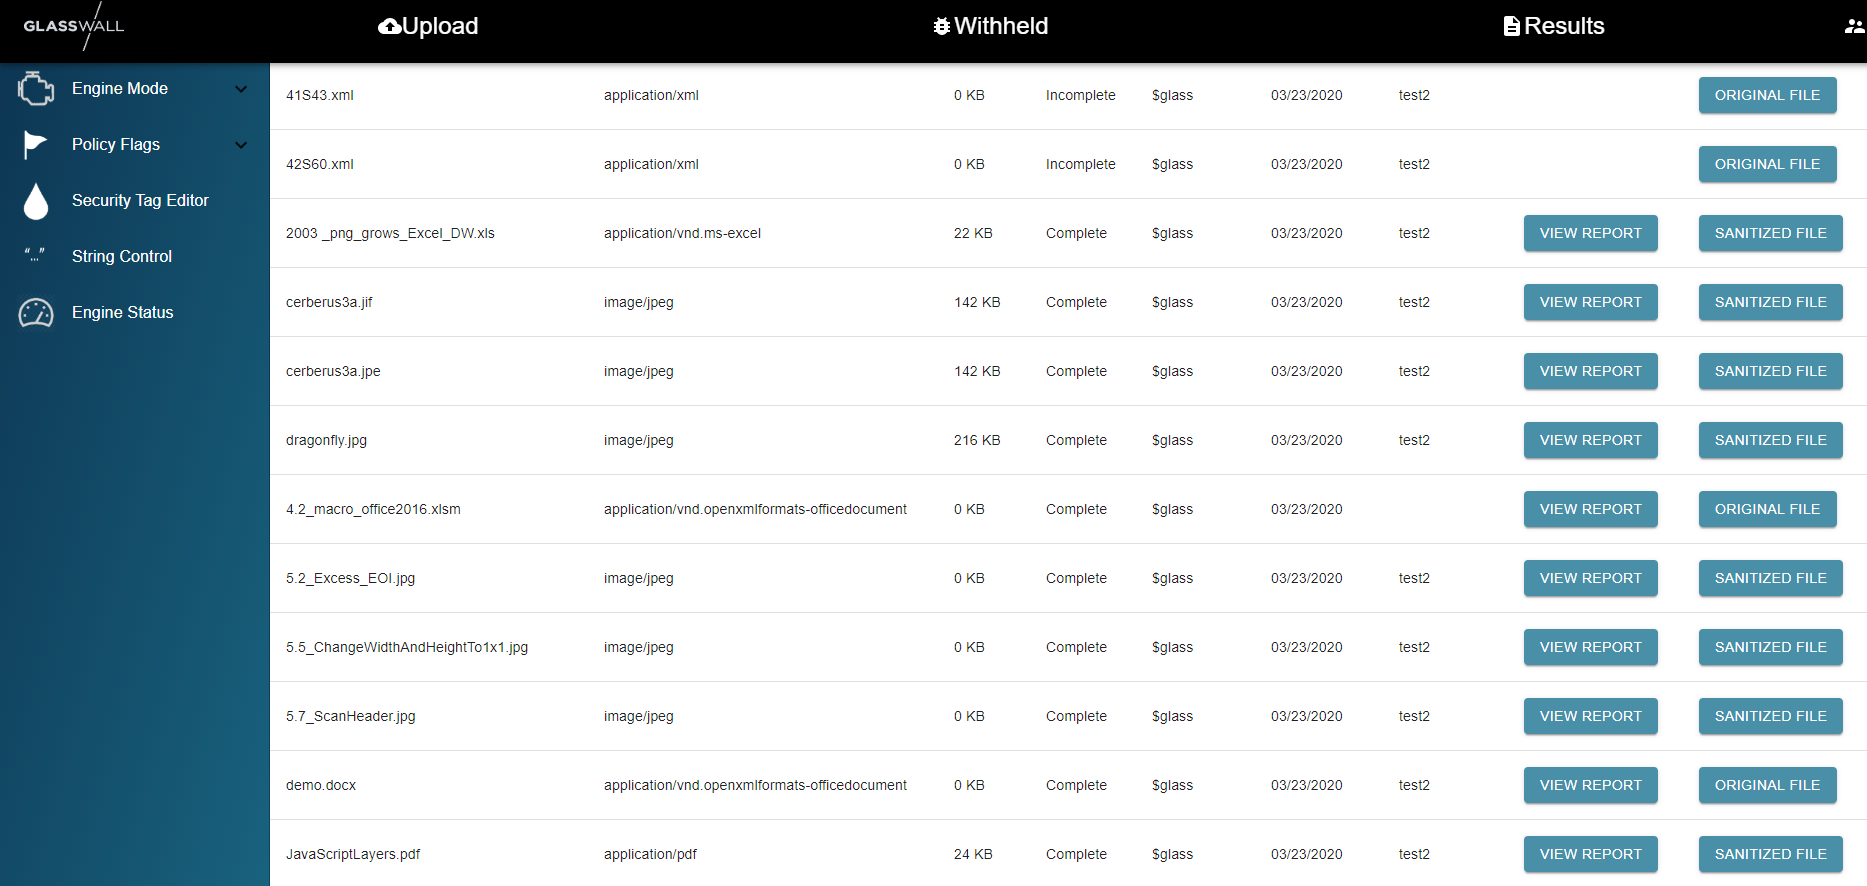 GLASSWALL
Upload
Withheld
Results
Engine Mode
Policy Flags
Security Tag Editor
"..." String Control
Engine Status
41S43.xml application/xml 0 KB Incomplete $glass 03/23/2020 test2 ORIGINAL FILE
42S60.xml application/xml 0 KB Incomplete $glass 03/23/2020 test2 ORIGINAL FILE
2003 _png_grows_Excel_DW.xls application/vnd.ms-excel 22 KB Complete $glass 03/23/2020 test2 VIEW REPORT SANITIZED FILE
cerberus3a.jif image/jpeg 142 KB Complete $glass 03/23/2020 test2 VIEW REPORT SANITIZED FILE
cerberus3a.jpe image/jpeg 142 KB Complete $glass 03/23/2020 test2 VIEW REPORT SANITIZED FILE
dragonfly.jpg image/jpeg 216 KB Complete $glass 03/23/2020 test2 VIEW REPORT SANITIZED FILE
4.2_macro_office2016.xlsm application/vnd.openxmlformats-officedocument 0 KB Complete $glass 03/23/2020 VIEW REPORT ORIGINAL FILE
5.2_Excess_EOI.jpg image/jpeg 0 KB Complete $glass 03/23/2020 test2 VIEW REPORT SANITIZED FILE
5.5_ChangeWidthAndHeightTo1x1.jpg image/jpeg 0 KB Complete $glass 03/23/2020 test2 VIEW REPORT SANITIZED FILE
5.7_ScanHeader.jpg image/jpeg 0 KB Complete $glass 03/23/2020 test2 VIEW REPORT SANITIZED FILE
demo.docx application/vnd.openxmlformats-officedocument 0 KB Complete $glass 03/23/2020 test2 VIEW REPORT ORIGINAL FILE
JavaScriptLayers.pdf application/pdf 24 KB Complete $glass 03/23/2020 test2 VIEW REPORT SANITIZED FILE